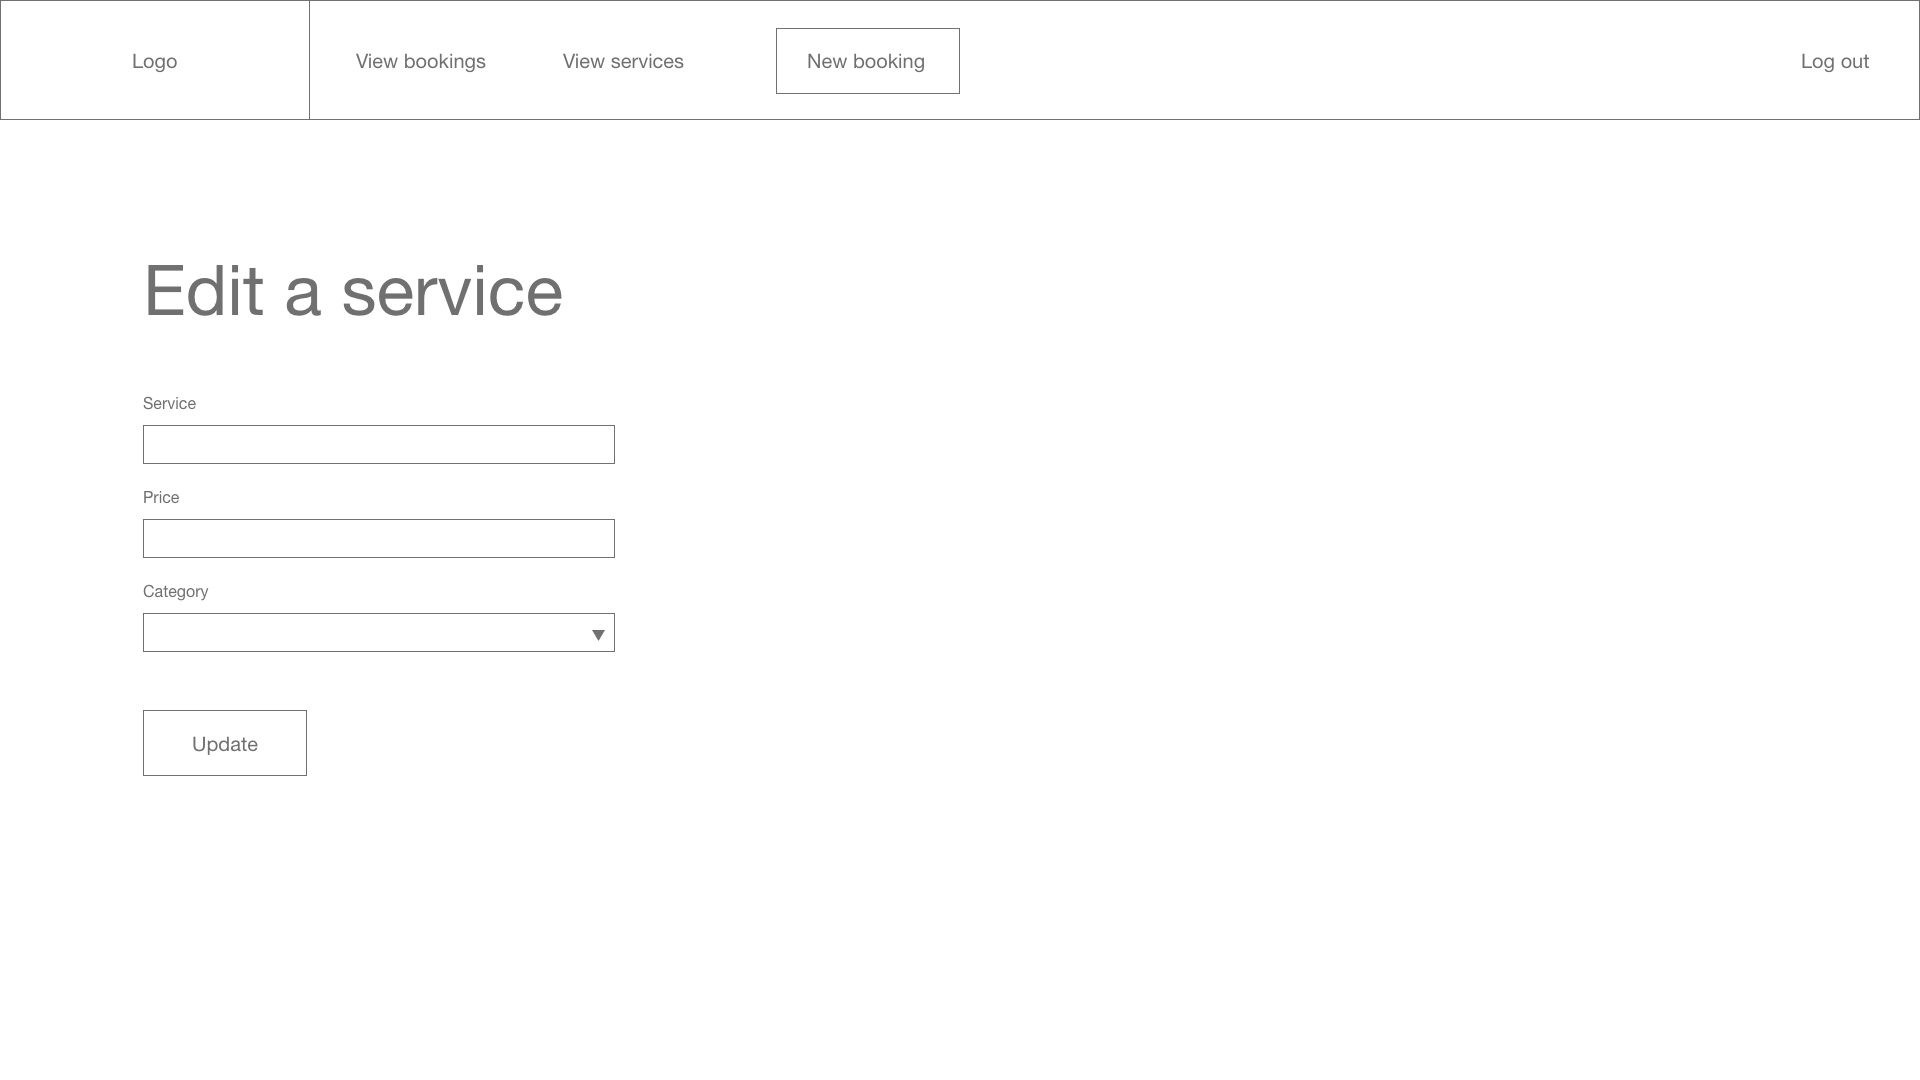 Logo
View bookings
View services
New booking
Log out
Edit a service
Service
Price
Category
Update